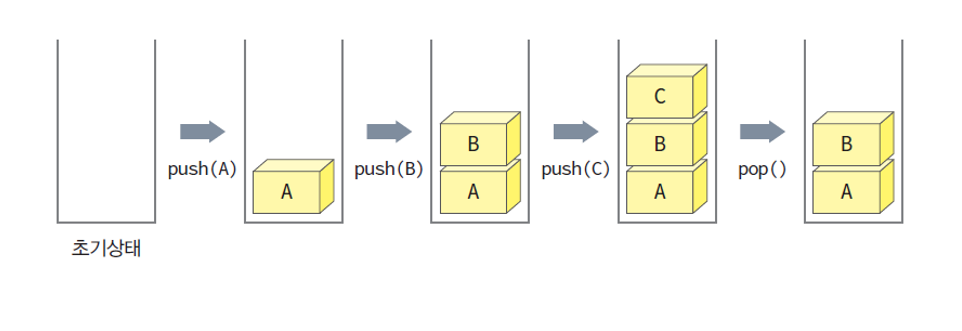 C
B B B
push(A) A push(B) A push(C) A pop() A
초기상태